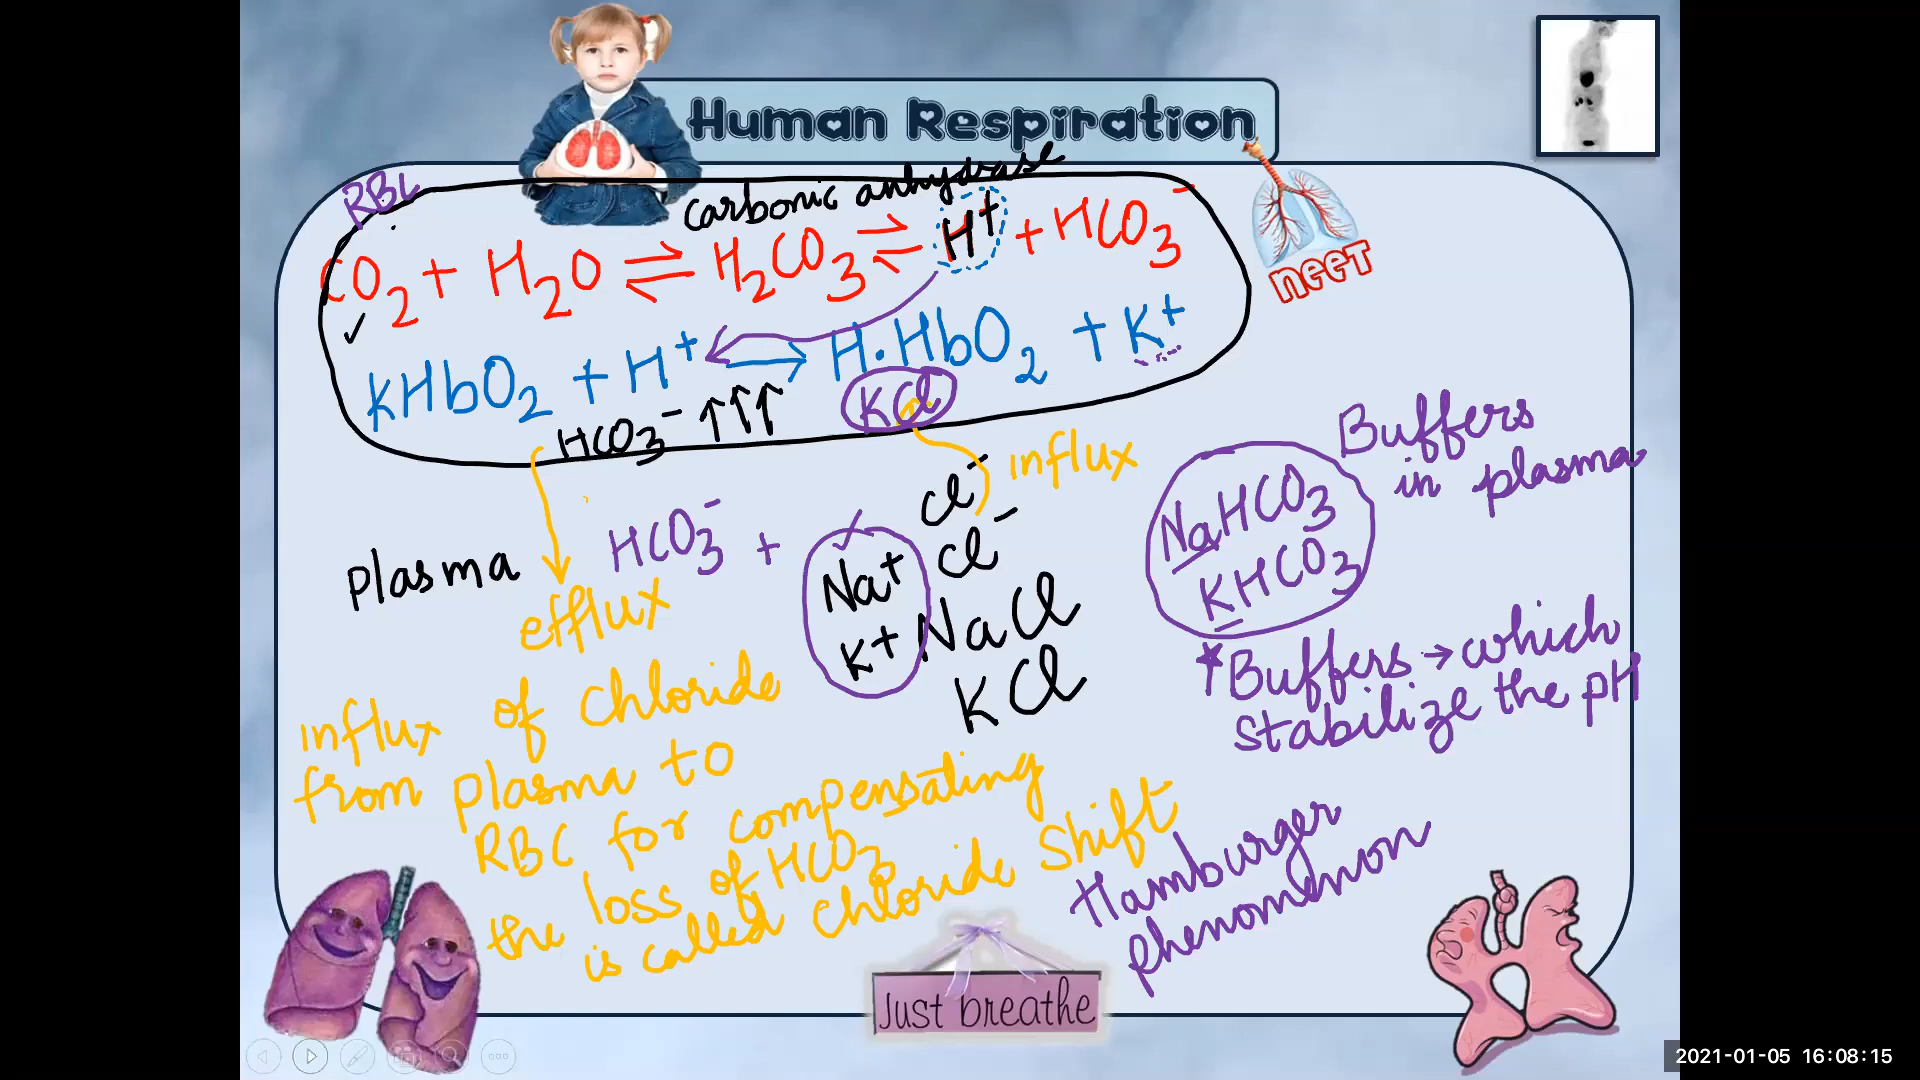 Human Respiration
RBC
carbonic anhydrase
CO2 + H2O ⇌ H2CO3 ⇌ H+ + HCO3-
KHbO2 + H+ → H·HbO2 + K+
HCO3- ↑↑↑
KCl
NEET
influx
Cl-
Buffers
in plasma
NaHCO3
KHCO3
plasma
HCO3- +
Na+
Cl-
K+
NaCl
KCl
efflux
*Buffers → which
stabilize the pH
influx of chloride
from plasma to
RBC for compensating
the loss of HCO3
is called chloride shift
Hamburger
phenomenon
Just breathe
2021-01-05 16:08:15